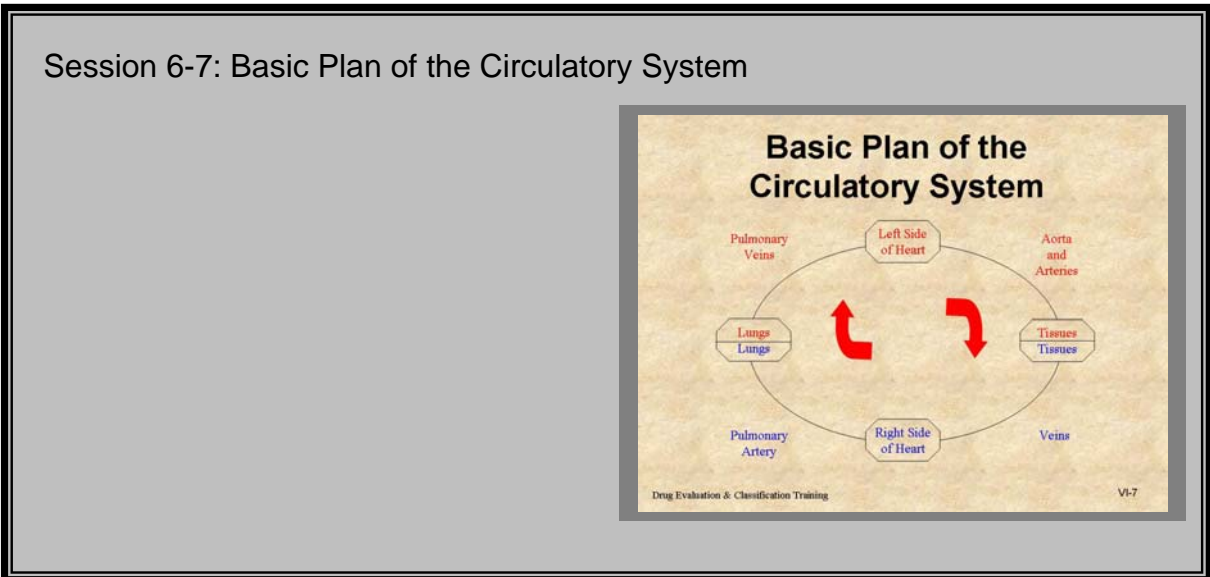 Session 6-7: Basic Plan of the Circulatory System
Basic Plan of the
Circulatory System
Pulmonary
Veins
Left Side
of Heart
Aorta
and
Arteries
Lungs
Lungs
Tissues
Tissues
Pulmonary
Artery
Right Side
of Heart
Veins
Drug Evaluation & Classification Training
VI-7